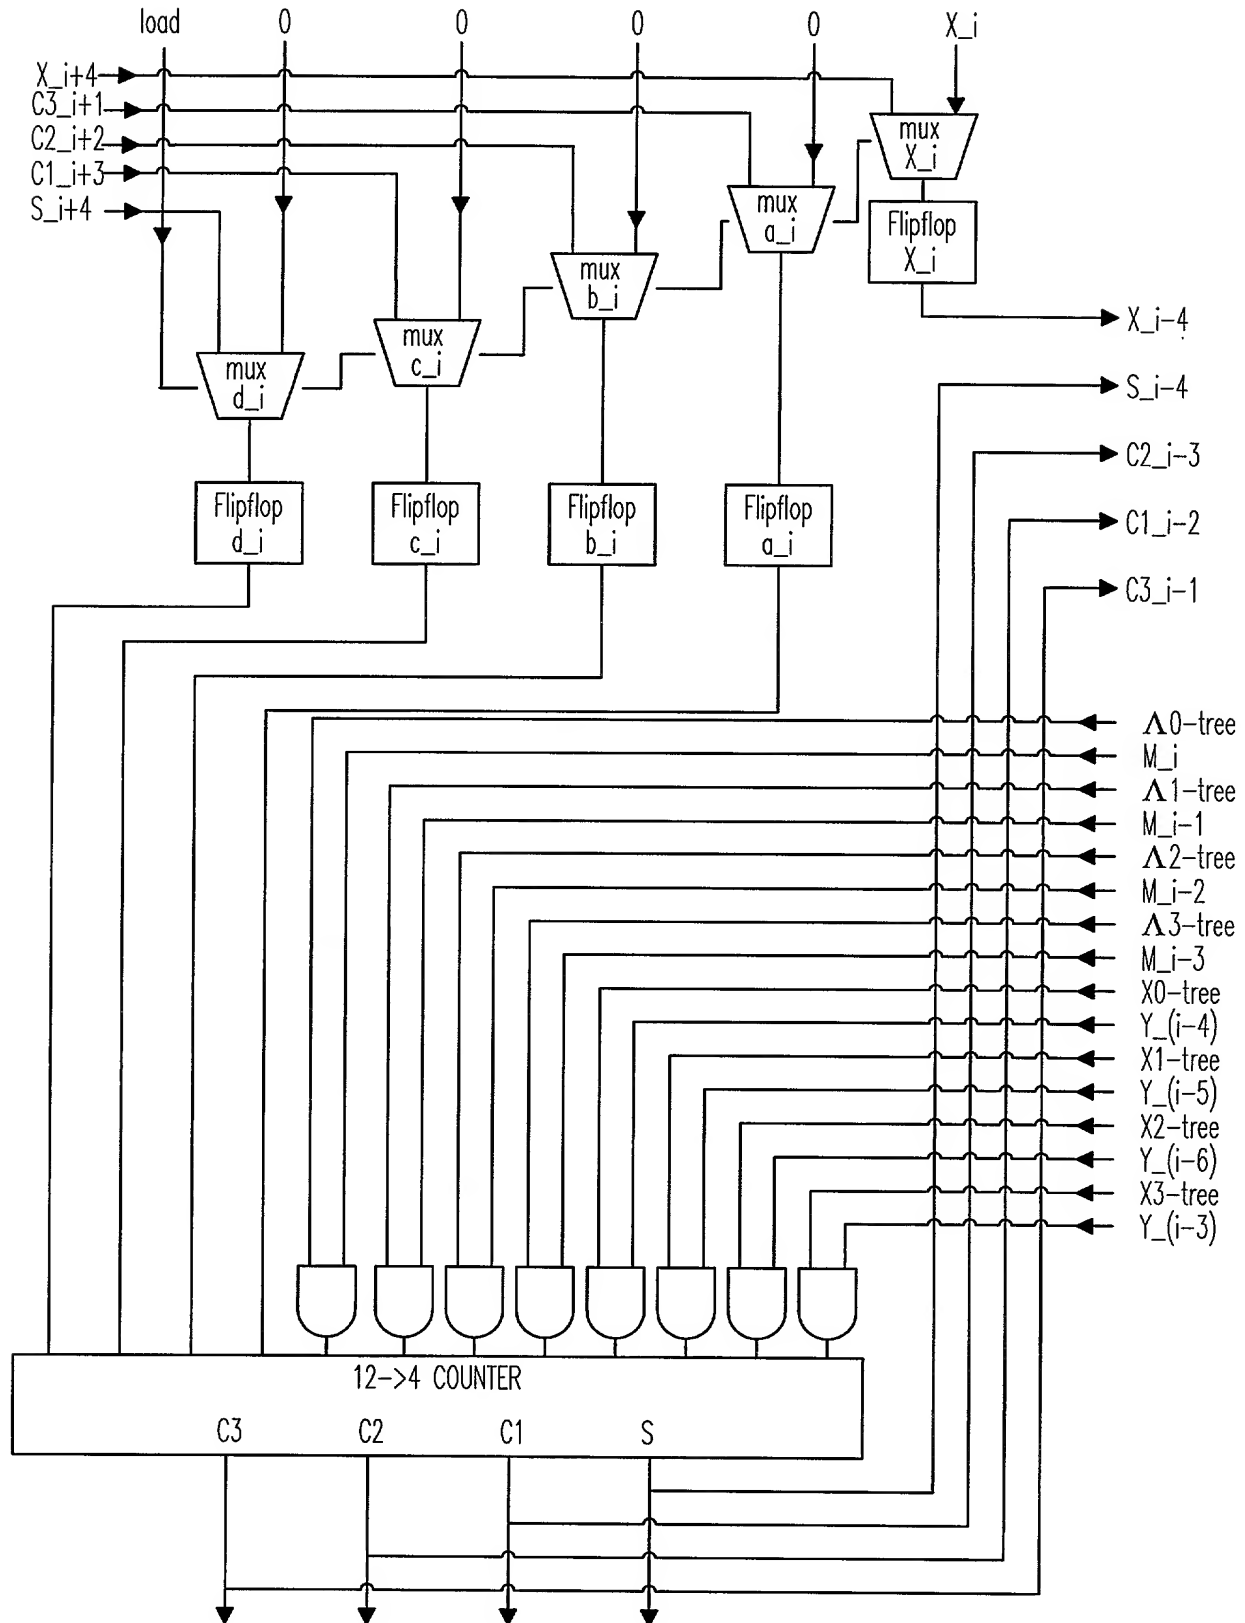 load
0
0
0
0
X_i
X_i+4
C3_i+1
C2_i+2
C1_i+3
S_i+4
mux
X_i
mux
a_i
Flipflop
X_i
mux
b_i
mux
c_i
mux
d_i
X_i-4
S_i-4
C2_i-3
C1_i-2
C3_i-1
Flipflop
d_i
Flipflop
c_i
Flipflop
b_i
Flipflop
a_i
Λ0-tree
M_i
Λ1-tree
M_i-1
Λ2-tree
M_i-2
Λ3-tree
M_i-3
X0-tree
Y_(i-4)
X1-tree
Y_(i-5)
X2-tree
Y_(i-6)
X3-tree
Y_(i-3)
12->4 COUNTER
C3
C2
C1
S